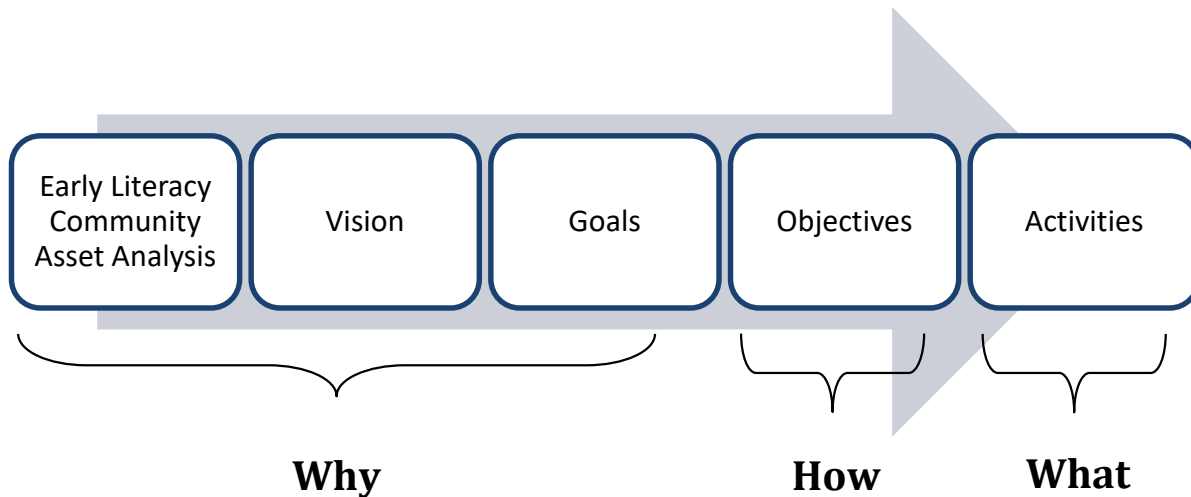 Early Literacy
Community
Asset Analysis
Vision
Goals
Objectives
Activities
Why
How
What